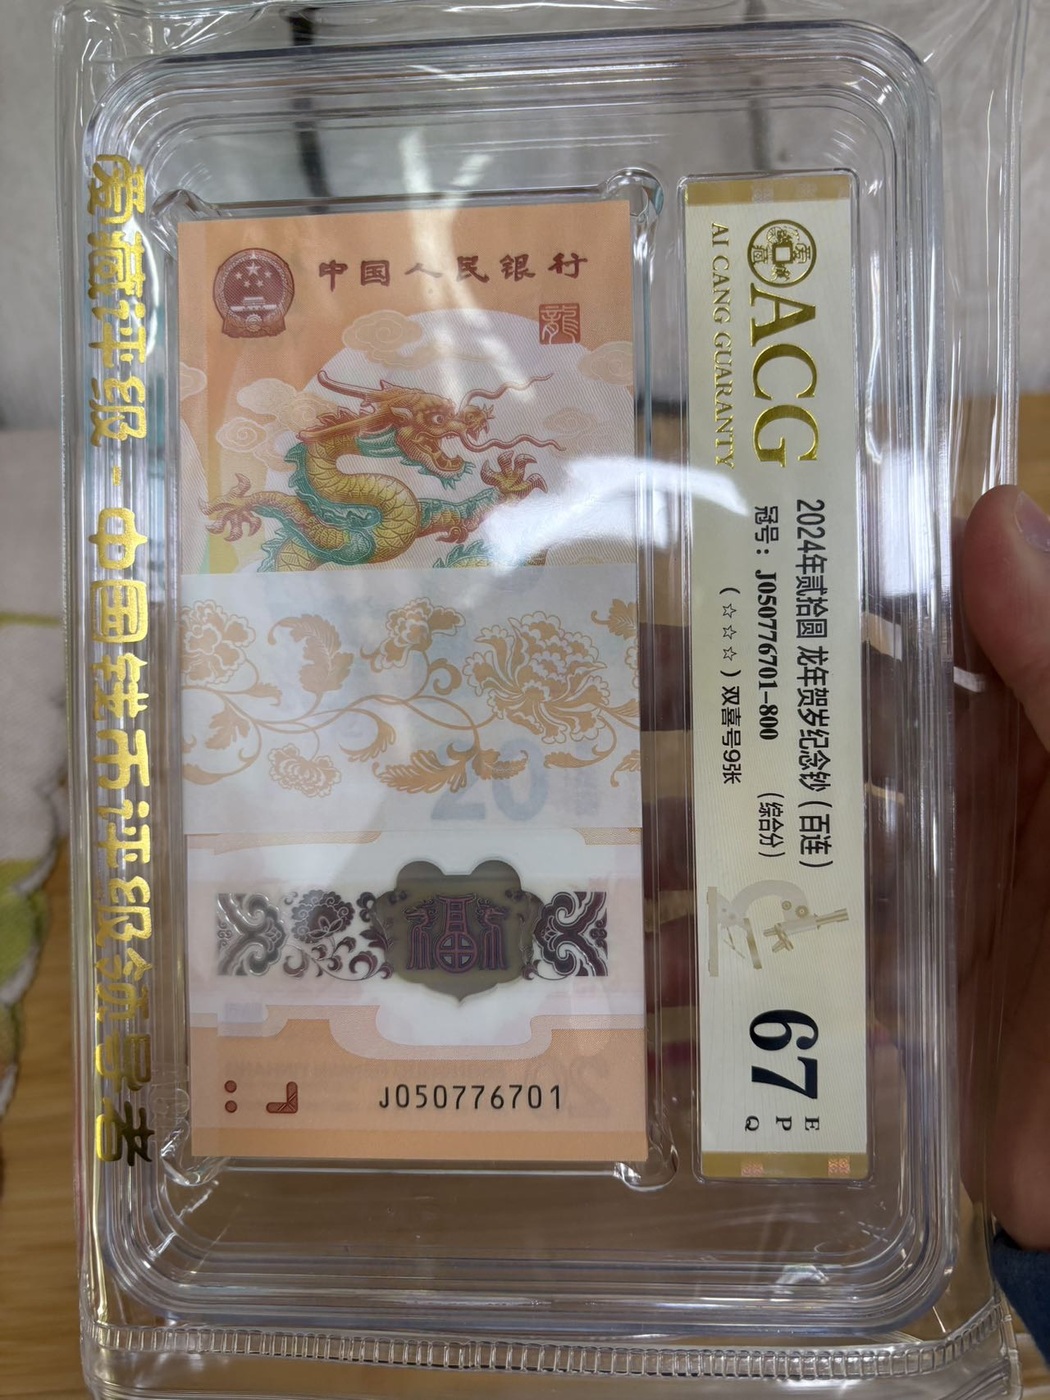 爱藏评级-中国钱币评级领导者
中国人民银行
龍
20
J050776701
ACG
AI CANG GUARANTY
2024年贰拾圆 龙年贺岁纪念钞(百连)
冠号：J050776701-800 (综合分)
(☆☆☆)双喜号9张
67
EPQ